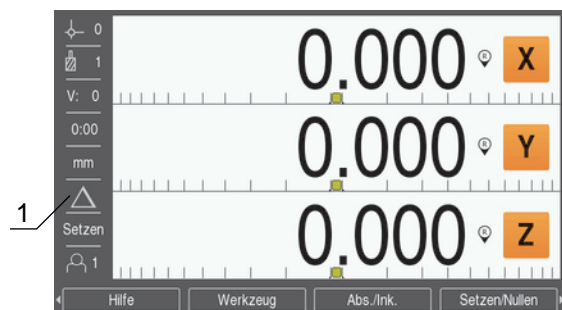 0
1
V: 0
0:00
mm
Setzen
1
1
0.000 R X
0.000 R Y
0.000 R Z
Hilfe Werkzeug Abs./Ink. Setzen/Nullen